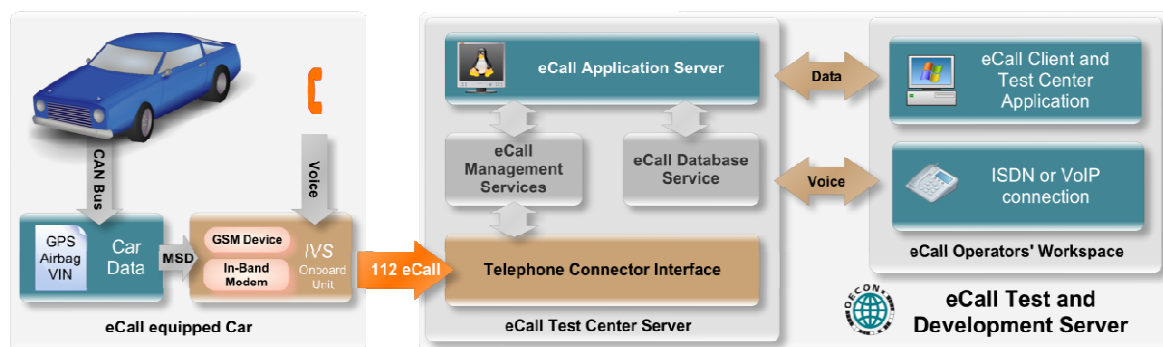 CAN Bus
Voice
GPS
Airbag
VIN
Car
Data
MSD
GSM Device
In-Band
Modem
IVS
Onboard
Unit
eCall equipped Car
112 eCall
eCall Application Server
eCall
Management
Services
eCall Database
Service
Telephone Connector Interface
eCall Test Center Server
Data
Voice
eCall Client and
Test Center
Application
ISDN or VoIP
connection
eCall Operators' Workspace
OECON
eCall Test and
Development Server